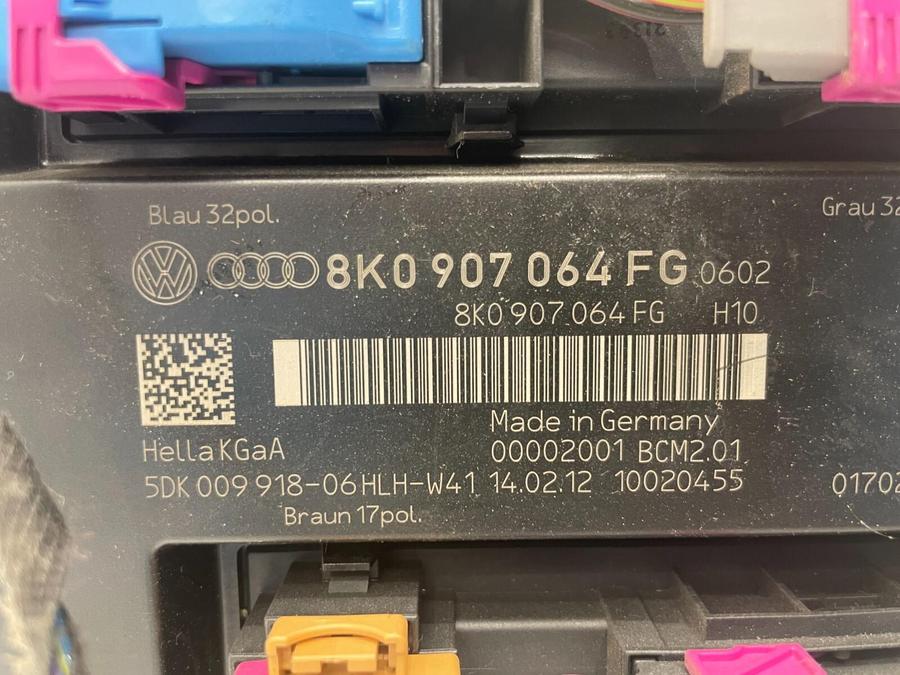 Blau 32pol.
Grau 32
8K0 907 064 FG 0602
8K0 907 064 FG H10
Made in Germany
Hella KGaA
00002001 BCM2.01
5DK 009 918-06 HLH-W41 14.02.12 10020455
01702
Braun 17pol.